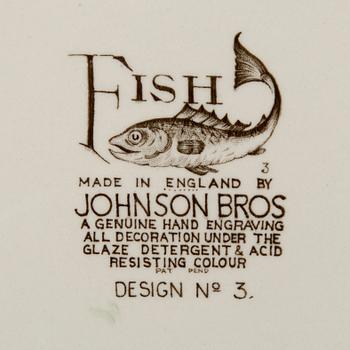 FISH
3
MADE IN ENGLAND BY
JOHNSON BROS
A GENUINE HAND ENGRAVING
ALL DECORATION UNDER THE
GLAZE DETERGENT & ACID
RESISTING COLOUR
PAT PEND
DESIGN Nº 3.